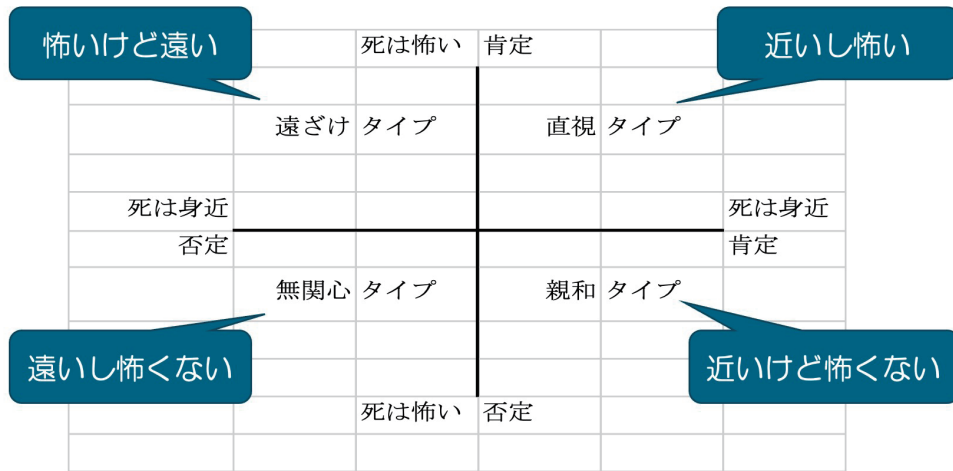 怖いけど遠い
死は怖い 肯定
近いし怖い
遠ざけ タイプ
直視 タイプ
死は身近
死は身近
否定
肯定
無関心 タイプ
親和 タイプ
遠いし怖くない
近いけど怖くない
死は怖い 否定